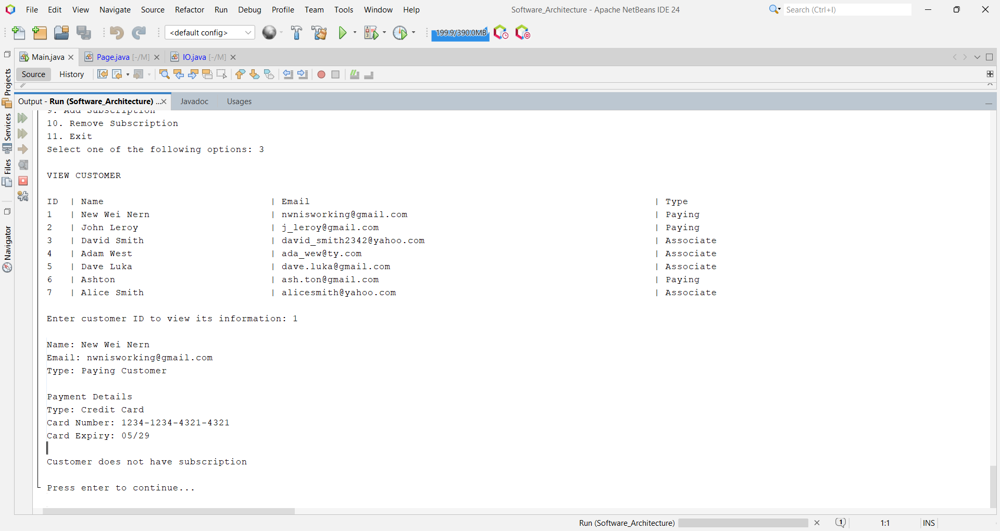 File Edit View Navigate Source Refactor Run Debug Profile Team Tools Window Help Software_Architecture - Apache NetBeans IDE 24 Search (Ctrl+I)
<default config> 199.9/390.0MB
Main.java Page.java [-/M] IO.java [-/M]
Source History
Projects
Services
Files
Navigator
Output - Run (Software_Architecture) ... Javadoc Usages
9. Add Subscription
10. Remove Subscription
11. Exit
Select one of the following options: 3
VIEW CUSTOMER
ID | Name | Email | Type
1 | New Wei Nern | nwnisworking@gmail.com | Paying
2 | John Leroy | j_leroy@gmail.com | Paying
3 | David Smith | david_smith2342@yahoo.com | Associate
4 | Adam West | ada_wew@ty.com | Associate
5 | Dave Luka | dave.luka@gmail.com | Associate
6 | Ashton | ash.ton@gmail.com | Paying
7 | Alice Smith | alicesmith@yahoo.com | Associate
Enter customer ID to view its information: 1
Name: New Wei Nern
Email: nwnisworking@gmail.com
Type: Paying Customer
Payment Details
Type: Credit Card
Card Number: 1234-1234-4321-4321
Card Expiry: 05/29
Customer does not have subscription
Press enter to continue...
Run (Software_Architecture) 1 1:1 INS